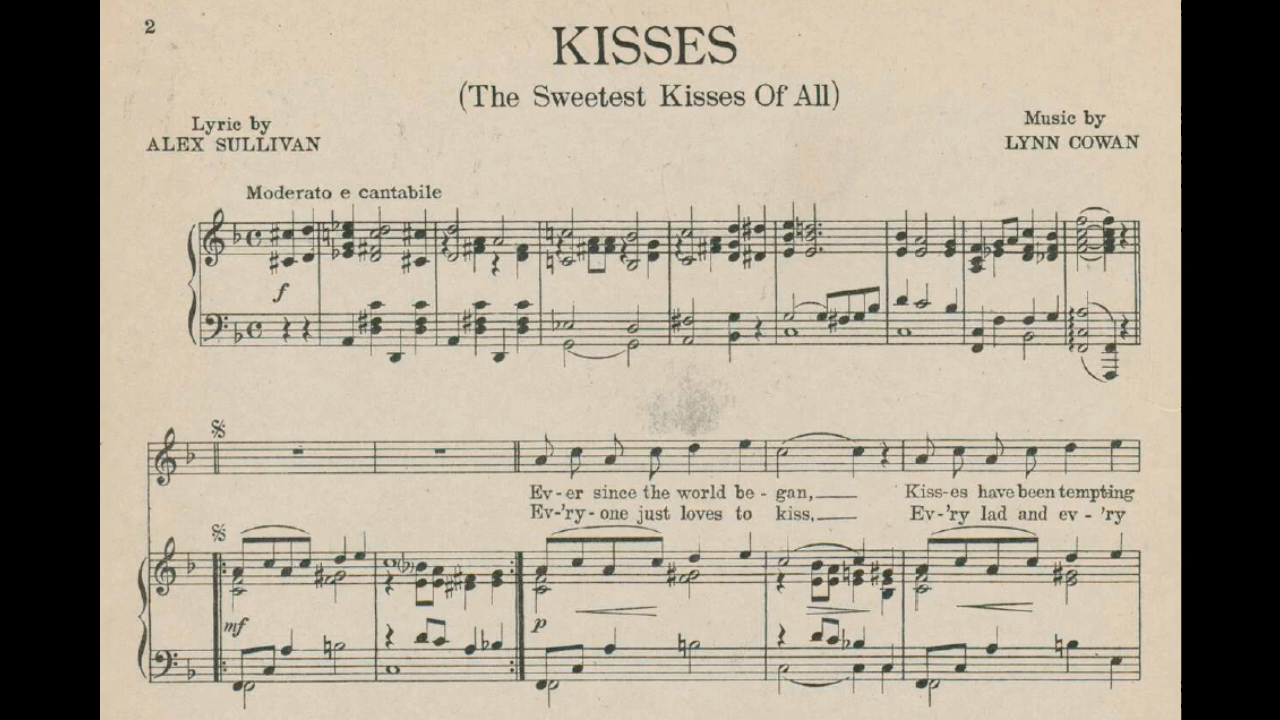 2
KISSES
(The Sweetest Kisses Of All)
Lyric by
ALEX SULLIVAN
Music by
LYNN COWAN
Moderato e cantabile
f
Ev-er since the world be - gan,
Kiss-es have been tempting
Ev-'ry-one just loves to kiss,
Ev-'ry lad and ev - 'ry
mf
p